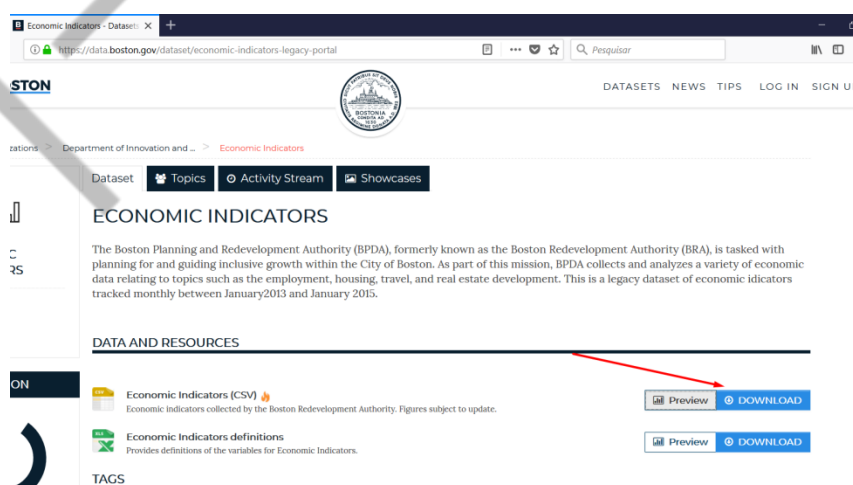 Economic Indicators - Datasets
https://data.boston.gov/dataset/economic-indicators-legacy-portal
Pesquisar
STON
DATASETS NEWS TIPS LOG IN SIGN U
zations > Department of Innovation and ... > Economic Indicators
Dataset Topics Activity Stream Showcases
ECONOMIC INDICATORS
The Boston Planning and Redevelopment Authority (BPDA), formerly known as the Boston Redevelopment Authority (BRA), is tasked with
planning for and guiding inclusive growth within the City of Boston. As part of this mission, BPDA collects and analyzes a variety of economic
data relating to topics such as the employment, housing, travel, and real estate development. This is a legacy dataset of economic idicators
tracked monthly between January2013 and January 2015.
C
RS
DATA AND RESOURCES
ON
Economic Indicators (CSV)
Economic indicators collected by the Boston Redevelopment Authority. Figures subject to update.
Preview DOWNLOAD
Economic Indicators definitions
Provides definitions of the variables for Economic Indicators.
Preview DOWNLOAD
TAGS